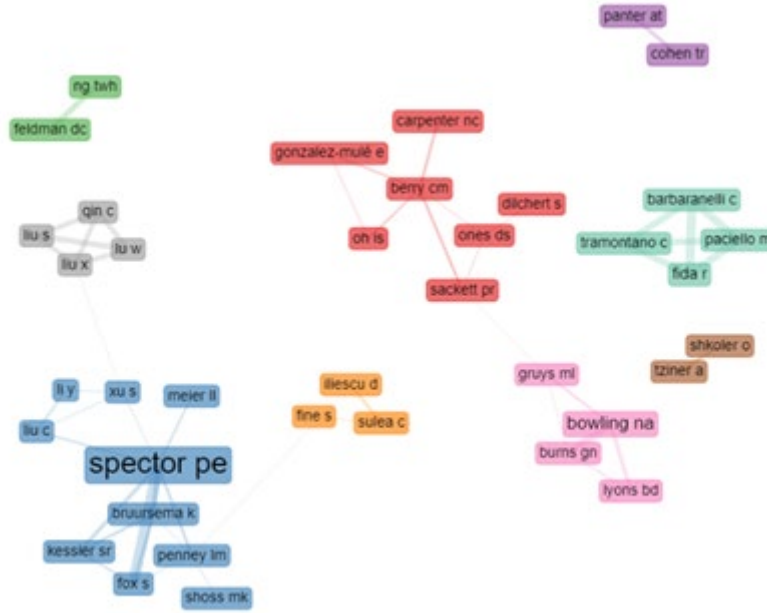 panter at
cohen tr
ng twh
feldman dc
carpenter nc
gonzalez-mulé e
berry cm
dilchert s
oh is
ones ds
sackett pr
barbaranelli c
tramontano c
paciello m
fida r
qin c
liu s
lu w
liu x
shkoler o
tziner a
iliescu d
fine s
sulea c
gruys ml
bowling na
burns gn
lyons bd
li y
xu s
meier ll
liu c
spector pe
bruursema k
kessler sr
penney lm
fox s
shoss mk